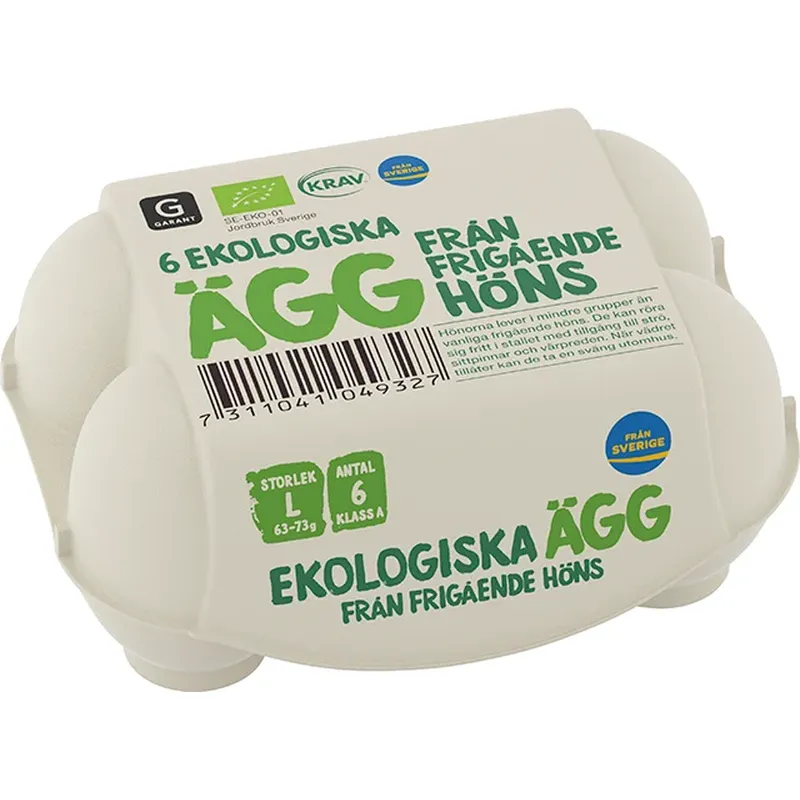 G
GARANT
SE-EKO-01
Jordbruk Sverige
KRAV
FRÅN
SVERIGE
6 EKOLOGISKA
ÄGG
FRÅN
FRIGÅENDE
HÖNS
Hönorna lever i mindre grupper än
vanliga frigående höns. De kan röra
sig fritt i stallet med tillgång till strö,
sittpinnar och värpreden. När vädret
tillåter kan de ta en sväng utomhus.
7 311041 049327
FRÅN
SVERIGE
STORLEK
L
63-73g
ANTAL
6
KLASS A
EKOLOGISKA ÄGG
FRÅN FRIGÅENDE HÖNS